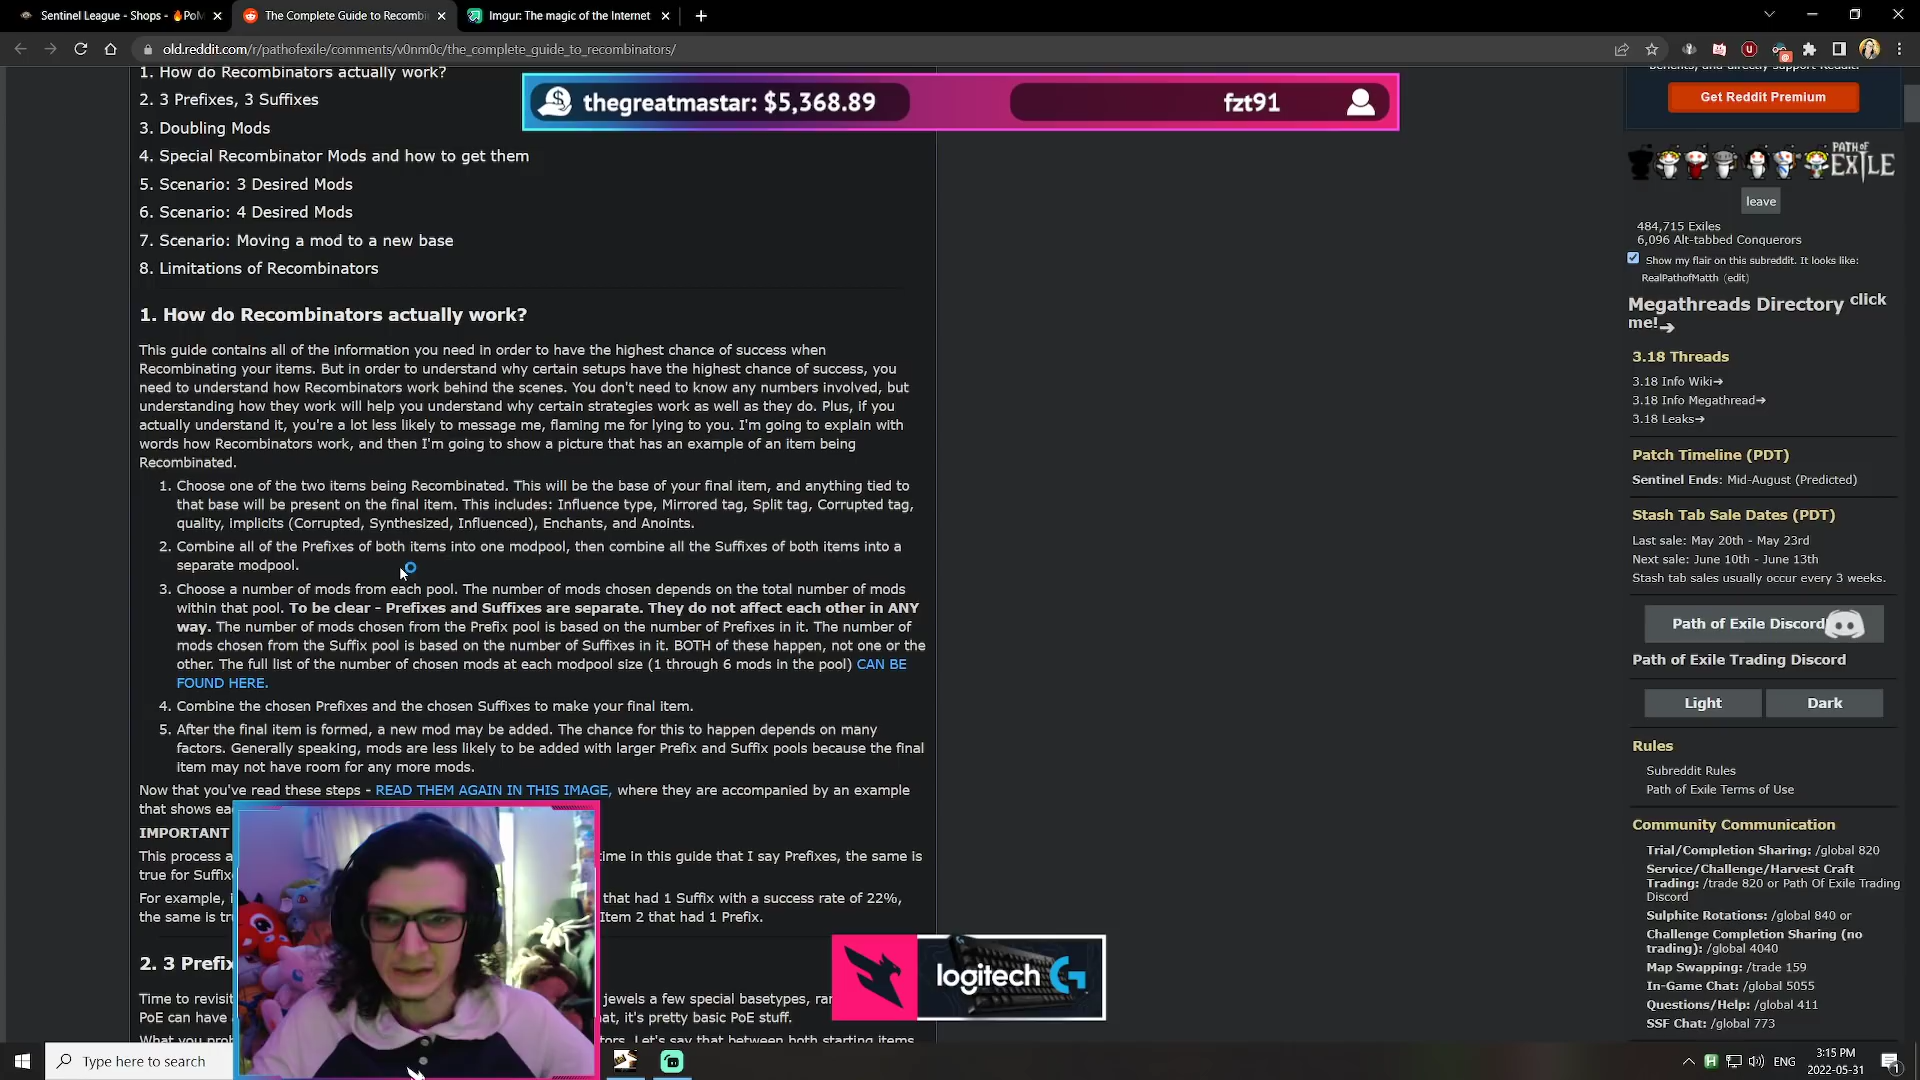 Sentinel League - Shops - 🔥PoM
The Complete Guide to Recombin
Imgur: The magic of the Internet
old.reddit.com/r/pathofexile/comments/v0nm0c/the_complete_guide_to_recombinators/
1. How do Recombinators actually work?
2. 3 Prefixes, 3 Suffixes
3. Doubling Mods
4. Special Recombinator Mods and how to get them
5. Scenario: 3 Desired Mods
6. Scenario: 4 Desired Mods
7. Scenario: Moving a mod to a new base
8. Limitations of Recombinators
thegreatmastar: $5,368.89
fzt91
1. How do Recombinators actually work?
This guide contains all of the information you need in order to have the highest chance of success when
Recombinating your items. But in order to understand why certain setups have the highest chance of success, you
need to understand how Recombinators work behind the scenes. You don't need to know any numbers involved, but
understanding how they work will help you understand why certain strategies work as well as they do. Plus, if you
actually understand it, you're a lot less likely to message me, flaming me for lying to you. I'm going to explain with
words how Recombinators work, and then I'm going to show a picture that has an example of an item being
Recombinated.
1. Choose one of the two items being Recombinated. This will be the base of your final item, and anything tied to
that base will be present on the final item. This includes: Influence type, Mirrored tag, Split tag, Corrupted tag,
quality, implicits (Corrupted, Synthesized, Influenced), Enchants, and Anoints.
2. Combine all of the Prefixes of both items into one modpool, then combine all the Suffixes of both items into a
separate modpool.
3. Choose a number of mods from each pool. The number of mods chosen depends on the total number of mods
within that pool. To be clear - Prefixes and Suffixes are separate. They do not affect each other in ANY
way. The number of mods chosen from the Prefix pool is based on the number of Prefixes in it. The number of
mods chosen from the Suffix pool is based on the number of Suffixes in it. BOTH of these happen, not one or the
other. The full list of the number of chosen mods at each modpool size (1 through 6 mods in the pool) CAN BE
FOUND HERE.
4. Combine the chosen Prefixes and the chosen Suffixes to make your final item.
5. After the final item is formed, a new mod may be added. The chance for this to happen depends on many
factors. Generally speaking, mods are less likely to be added with larger Prefix and Suffix pools because the final
item may not have room for any more mods.
Now that you've read these steps - READ THEM AGAIN IN THIS IMAGE, where they are accompanied by an example
that shows ea
IMPORTANT
This process a ime in this guide that I say Prefixes, the same is
true for Suffix
For example, i that had 1 Suffix with a success rate of 22%,
the same is tr Item 2 that had 1 Prefix.
2. 3 Prefix
Time to revisit jewels a few special basetypes, rar
PoE can have at, it's pretty basic PoE stuff.
What you prob tors. Let's say that between both starting items
logitech G
benefits, and directly support Reddit.
Get Reddit Premium
PATH OF EXILE
leave
484,715 Exiles
6,096 Alt-tabbed Conquerors
Show my flair on this subreddit. It looks like:
RealPathofMatth (edit)
Megathreads Directory click
me!➔
3.18 Threads
3.18 Info Wiki➔
3.18 Info Megathread➔
3.18 Leaks➔
Patch Timeline (PDT)
Sentinel Ends: Mid-August (Predicted)
Stash Tab Sale Dates (PDT)
Last sale: May 20th - May 23rd
Next sale: June 10th - June 13th
Stash tab sales usually occur every 3 weeks.
Path of Exile Discord
Path of Exile Trading Discord
Light Dark
Rules
Subreddit Rules
Path of Exile Terms of Use
Community Communication
Trial/Completion Sharing: /global 820
Service/Challenge/Harvest Craft
Trading: /trade 820 or Path Of Exile Trading
Discord
Sulphite Rotations: /global 840 or
Challenge Completion Sharing (no
trading): /global 4040
Map Swapping: /trade 159
In-Game Chat: /global 5055
Questions/Help: /global 411
SSF Chat: /global 773
Type here to search
ENG
3:15 PM
2022-05-31
1